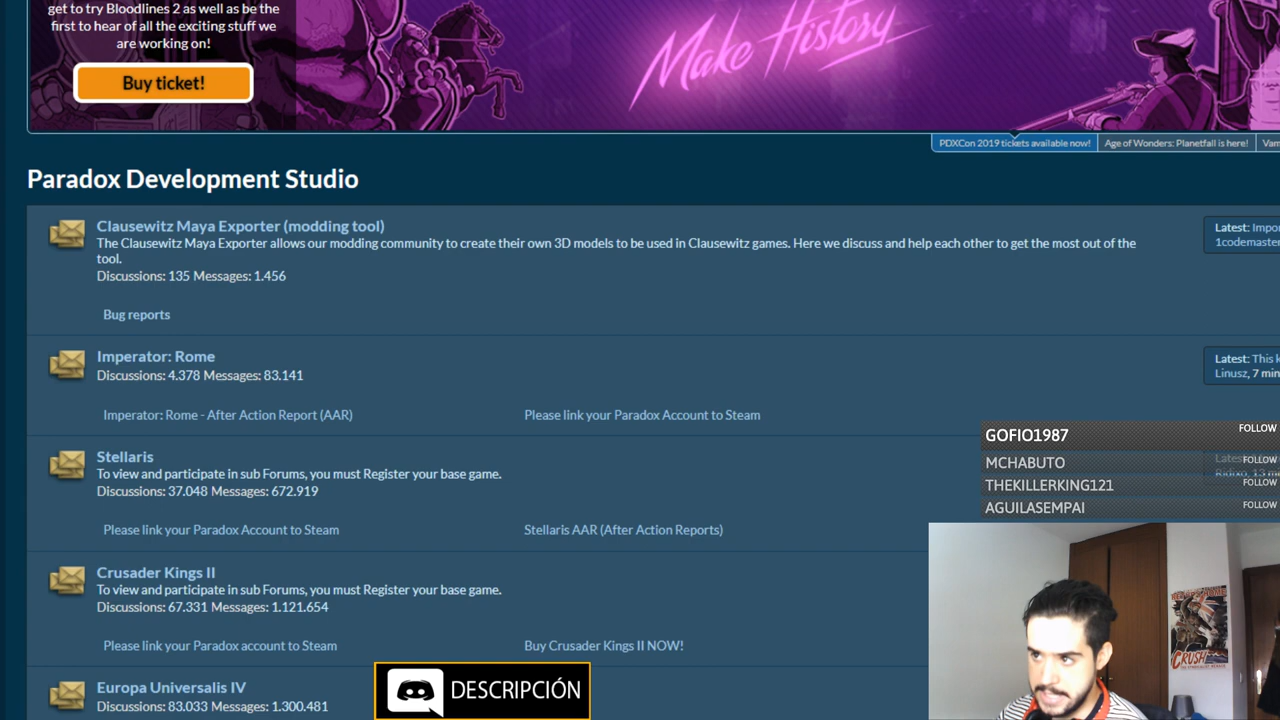 get to try Bloodlines 2 as well as be the
first to hear of all the exciting stuff we
are working on!
Buy ticket!
Make History
PDXCon 2019 tickets available now!
Age of Wonders: Planetfall is here!
Paradox Development Studio
Clausewitz Maya Exporter (modding tool)
The Clausewitz Maya Exporter allows our modding community to create their own 3D models to be used in Clausewitz games. Here we discuss and help each other to get the most out of the
tool.
Discussions: 135 Messages: 1.456
Latest:
1codemaster
Bug reports
Imperator: Rome
Discussions: 4.378 Messages: 83.141
Latest: This
Linusz, 7 min
Imperator: Rome - After Action Report (AAR)
Please link your Paradox Account to Steam
Stellaris
To view and participate in sub Forums, you must Register your base game.
Discussions: 37.048 Messages: 672.919
Please link your Paradox Account to Steam
Stellaris AAR (After Action Reports)
GOFIO1987 FOLLOW
MCHABUTO FOLLOW
THEKILLERKING121 FOLLOW
AGUILASEMPAI FOLLOW
Crusader Kings II
To view and participate in sub Forums, you must Register your base game.
Discussions: 67.331 Messages: 1.121.654
Please link your Paradox account to Steam
Buy Crusader Kings II NOW!
Europa Universalis IV
Discussions: 83.033 Messages: 1.300.481
DESCRIPCIÓN
CRUSH